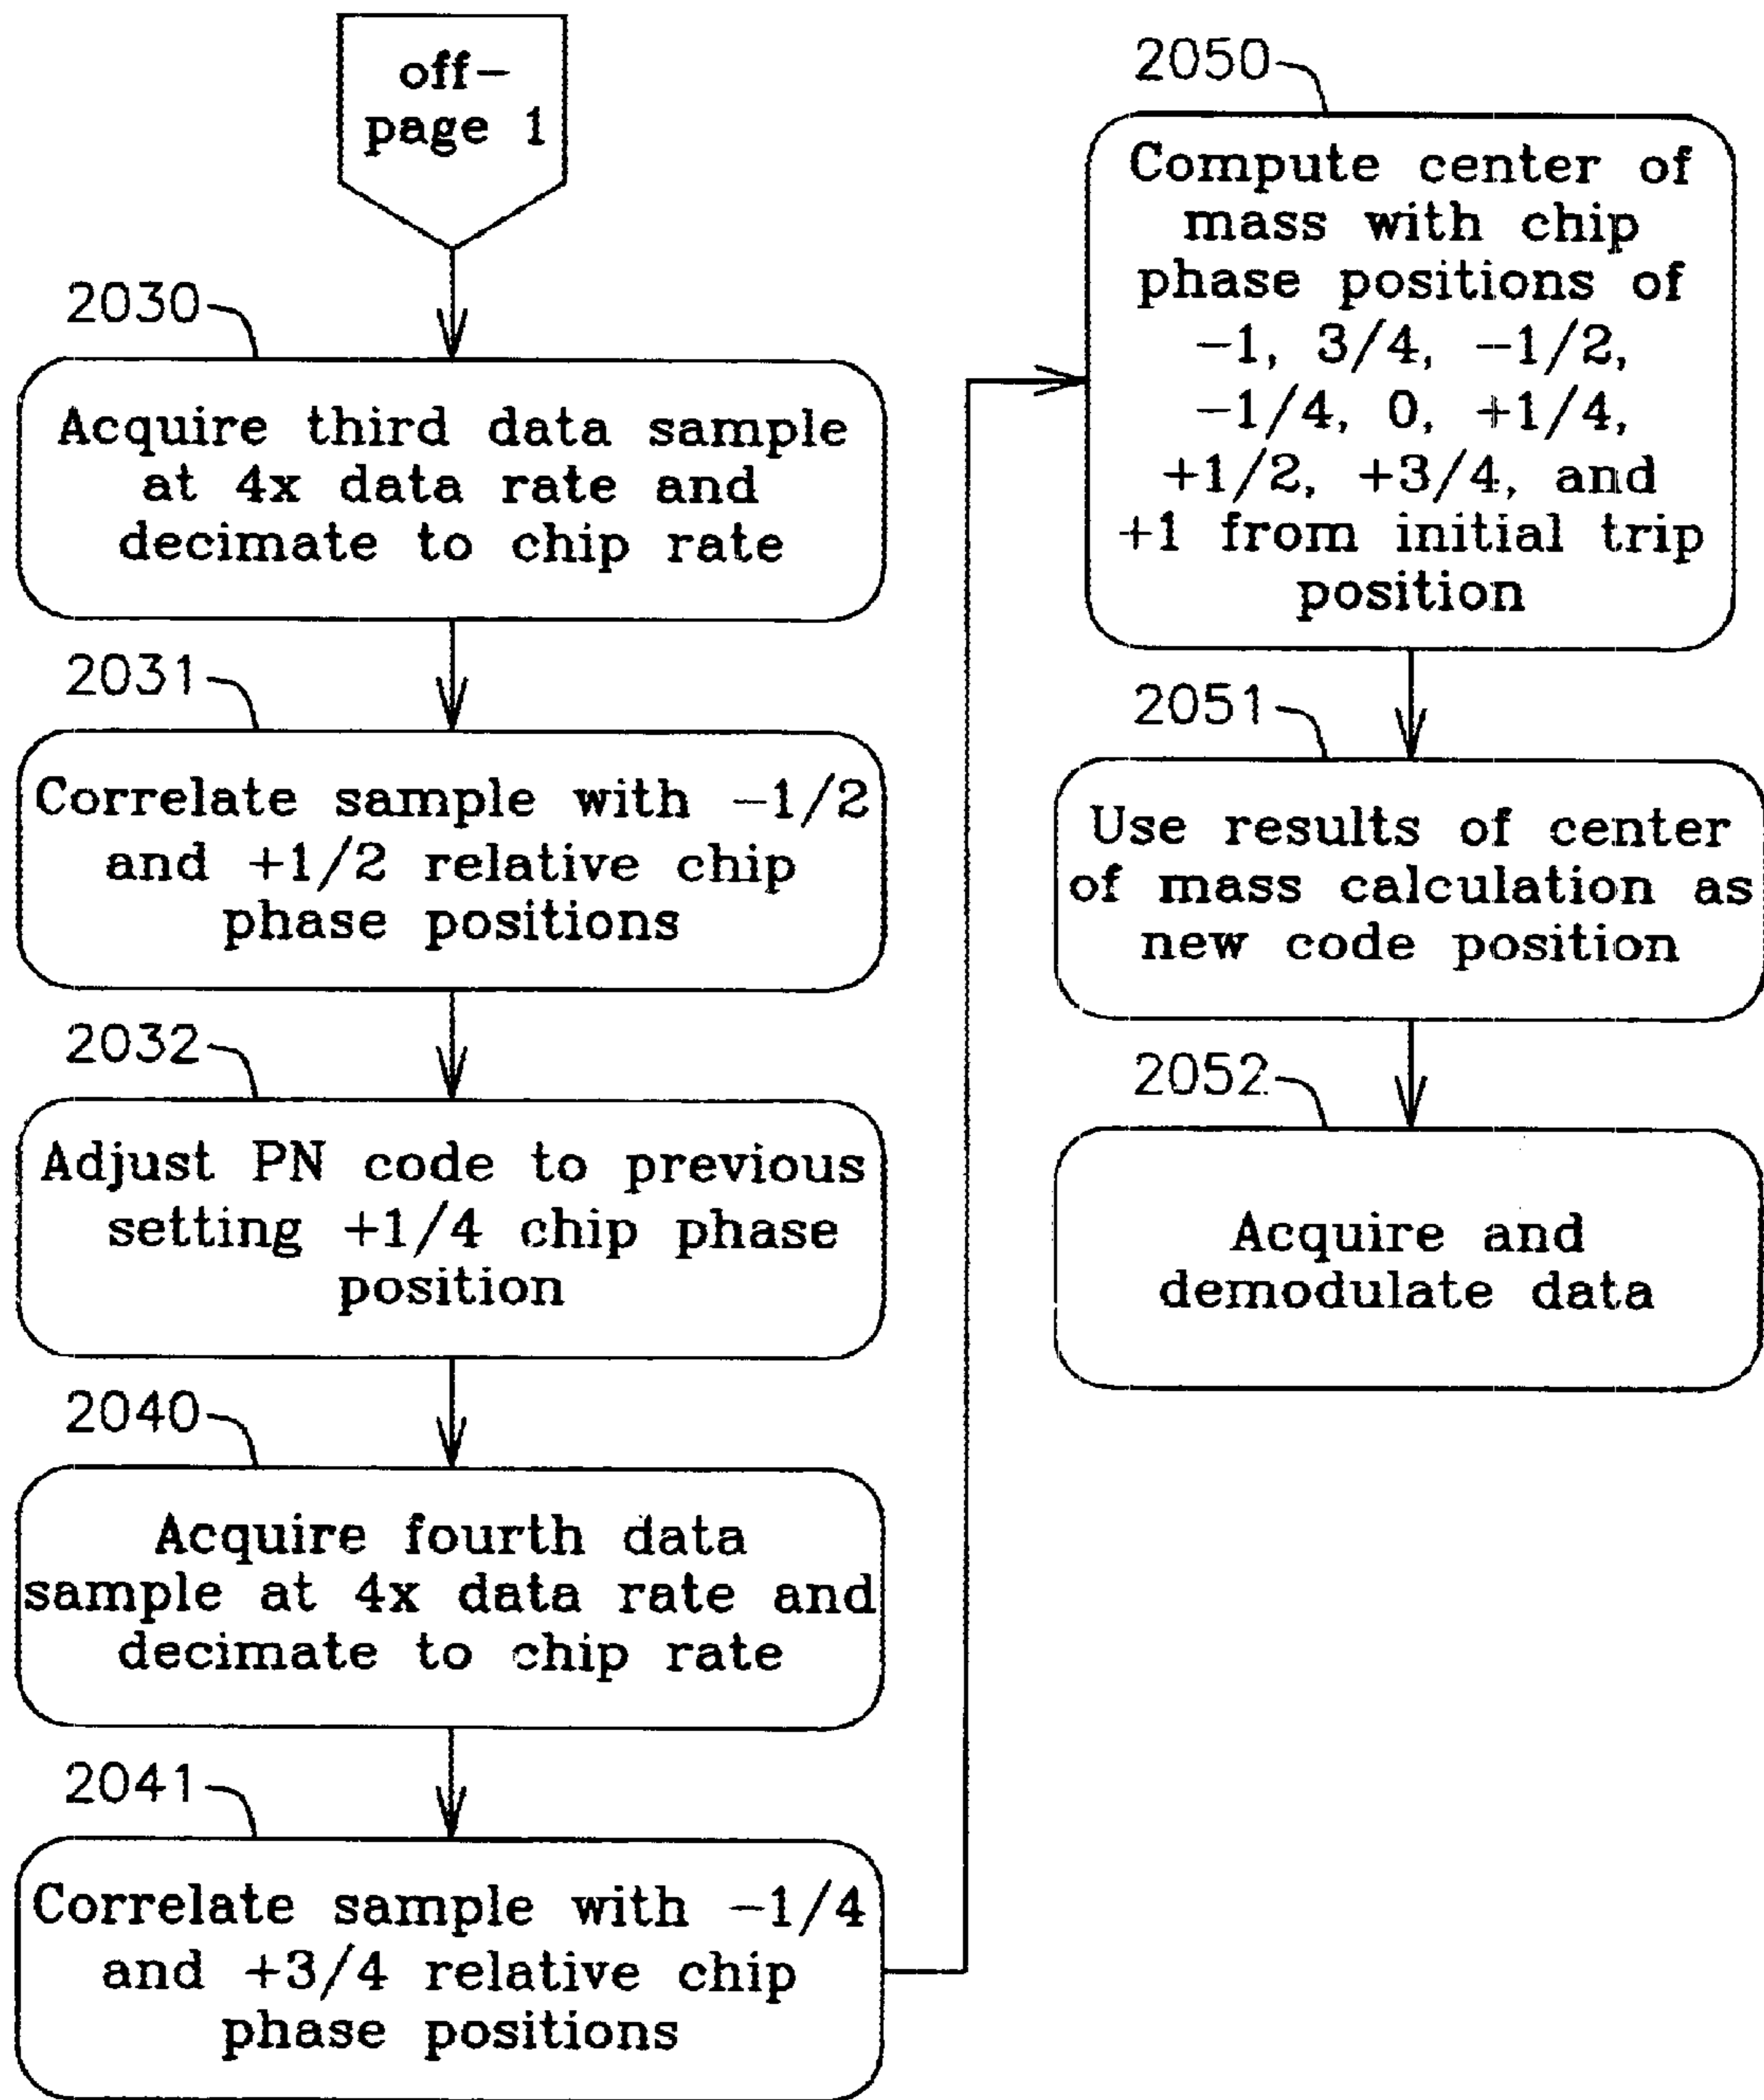 off-
page 1
2030
Acquire third data sample
at 4x data rate and
decimate to chip rate
2031
Correlate sample with -1/2
and +1/2 relative chip
phase positions
2032
Adjust PN code to previous
setting +1/4 chip phase
position
2040
Acquire fourth data
sample at 4x data rate and
decimate to chip rate
2041
Correlate sample with -1/4
and +3/4 relative chip
phase positions
2050
Compute center of
mass with chip
phase positions of
-1, 3/4, -1/2,
-1/4, 0, +1/4,
+1/2, +3/4, and
+1 from initial trip
position
2051
Use results of center
of mass calculation as
new code position
2052
Acquire and
demodulate data